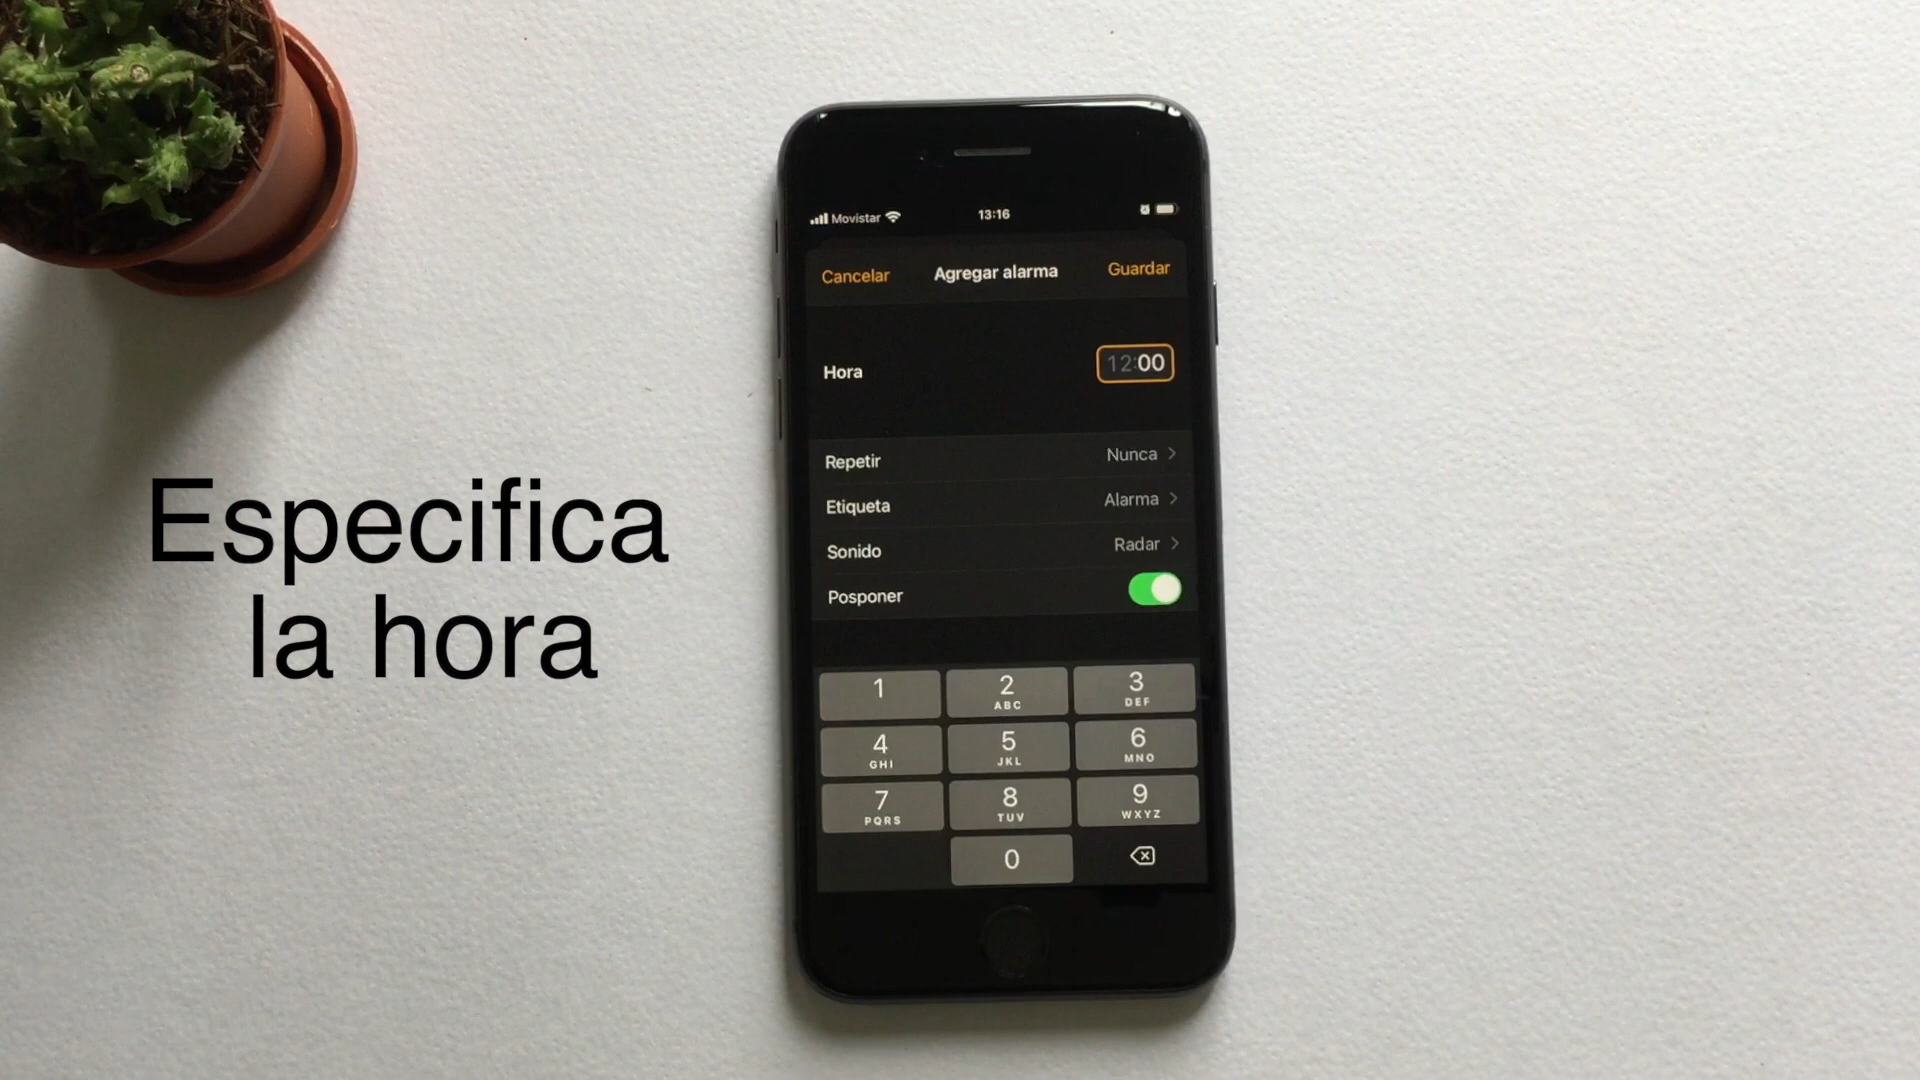 Movistar 13:16
Cancelar Agregar alarma Guardar
Hora 12:00
Repetir Nunca
Etiqueta Alarma
Sonido Radar
Posponer
Especifica
la hora
1 2 3
ABC DEF
4 5 6
GHI JKL MNO
7 8 9
PQRS TUV WXYZ
0